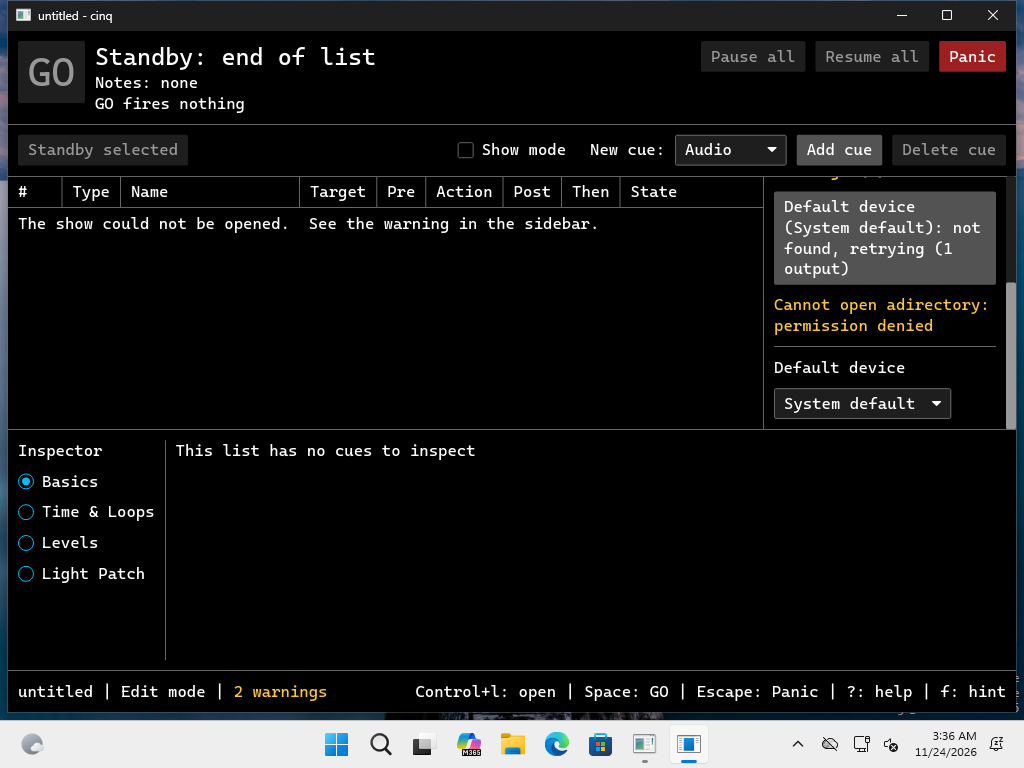 untitled - cinq
GO
Standby: end of list
Notes: none
GO fires nothing
Pause all
Resume all
Panic
Standby selected
Show mode
New cue:
Audio
Add cue
Delete cue
# Type Name Target Pre Action Post Then State
The show could not be opened.  See the warning in the sidebar.
Default device
(System default): not
found, retrying (1
output)
Cannot open adirectory:
permission denied
Default device
System default
Inspector
Basics
Time & Loops
Levels
Light Patch
This list has no cues to inspect
untitled | Edit mode | 2 warnings
Control+l: open | Space: GO | Escape: Panic | ?: help | f: hint
M365
3:36 AM
11/24/2026